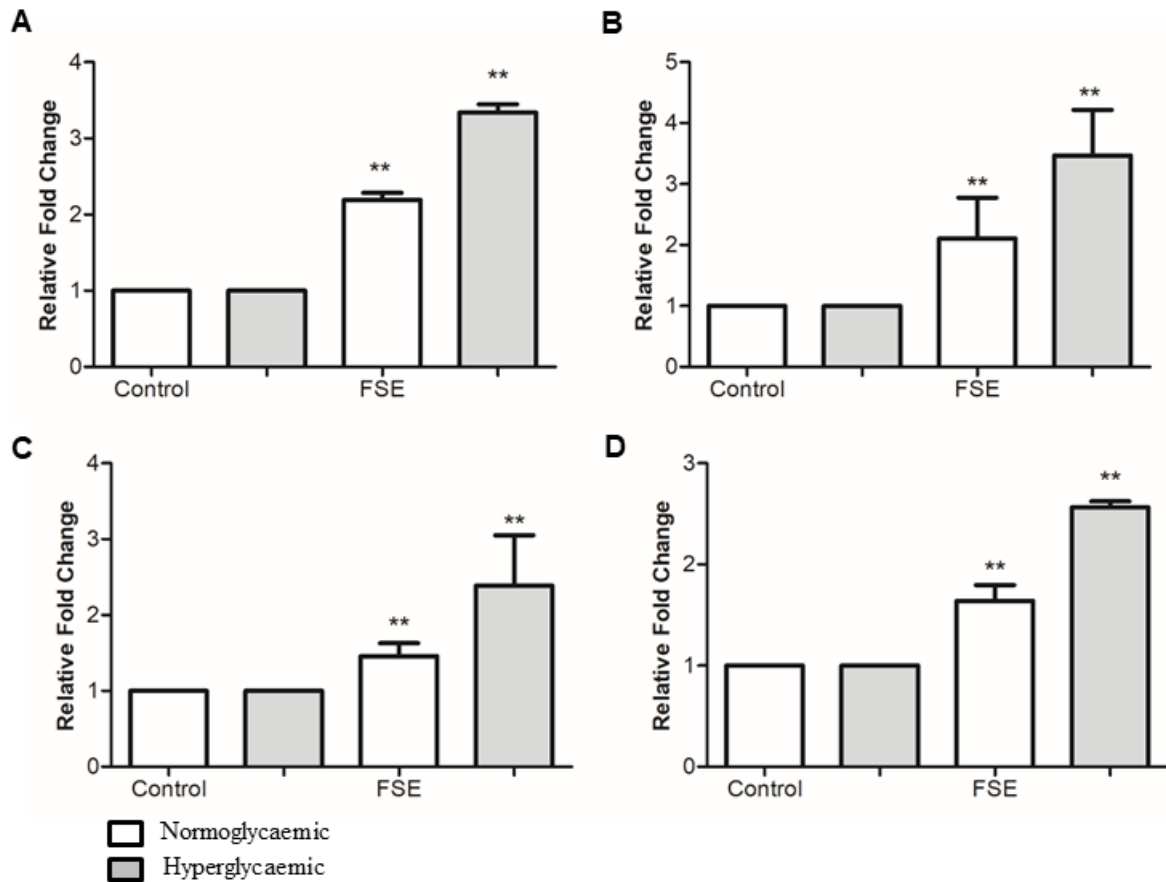 A
Relative Fold Change
4
3
2
1
0
**
**
Control
FSE
B
Relative Fold Change
5
4
3
2
1
0
**
**
Control
FSE
C
Relative Fold Change
4
3
2
1
0
**
**
Control
FSE
D
Relative Fold Change
3
2
1
0
**
**
Control
FSE
Normoglycaemic
Hyperglycaemic